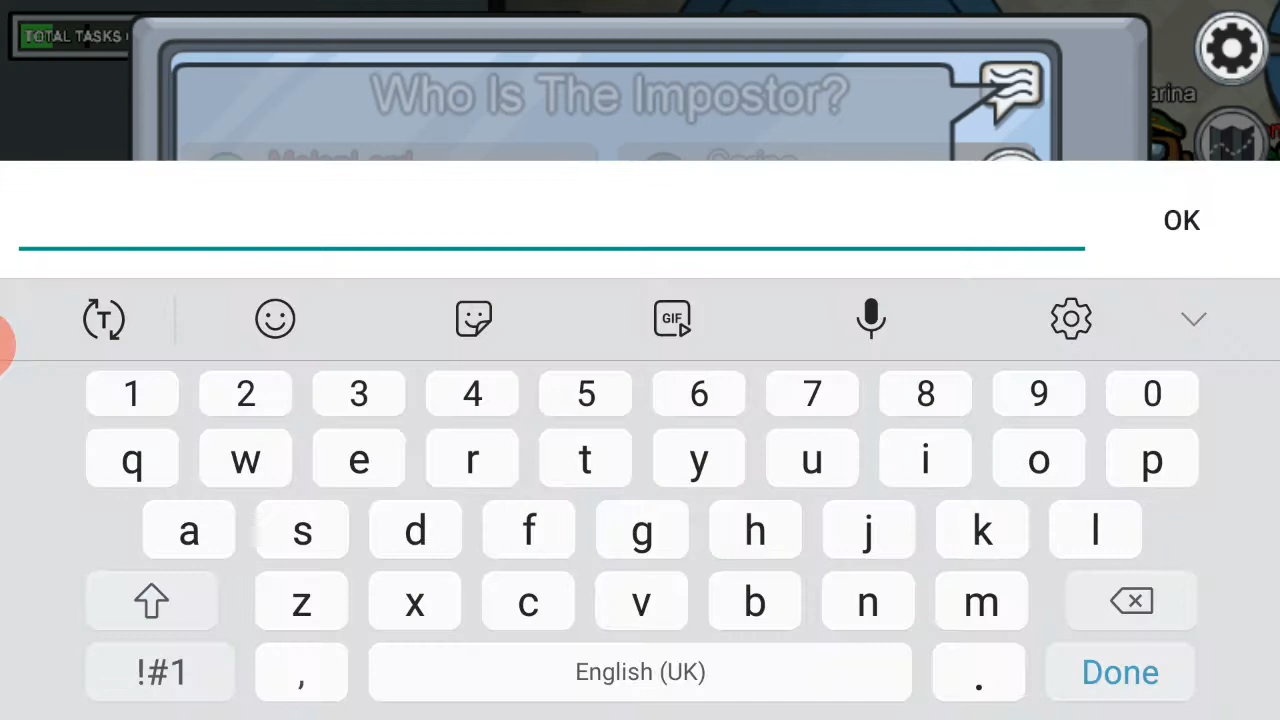 TOTAL TASKS
Who Is The Impostor?
arina
OK
T
GIF
1 2 3 4 5 6 7 8 9 0
q w e r t y u i o p
a s d f g h j k l
z x c v b n m
!#1 , English (UK) . Done